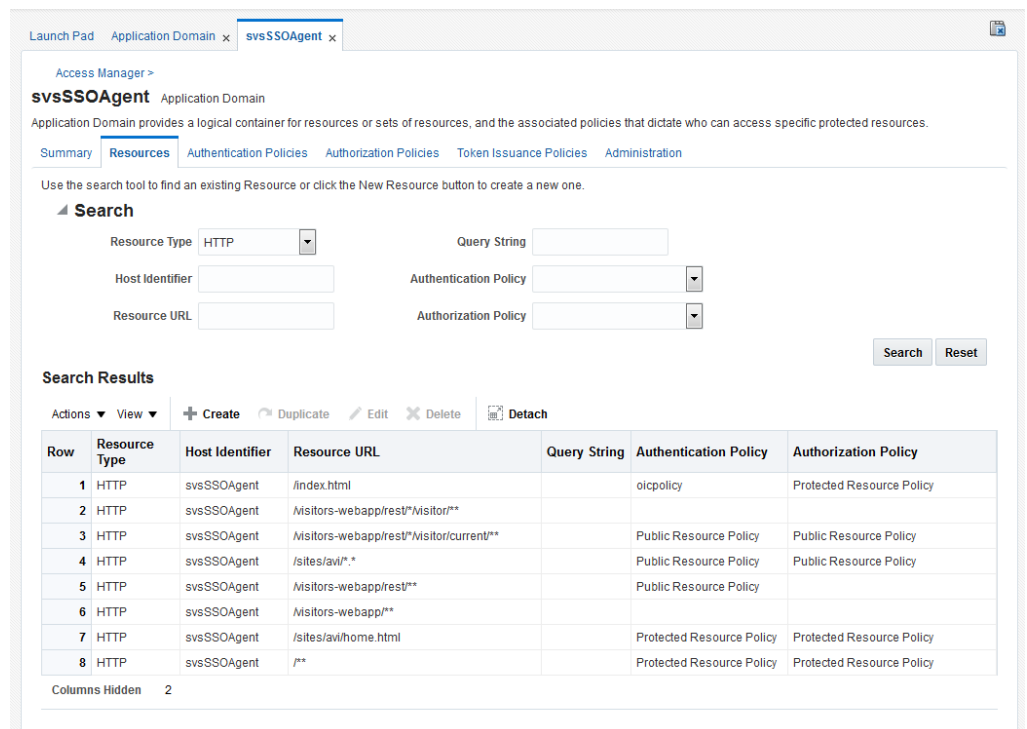 Launch Pad Application Domain x svsSSOAgent x
Access Manager >
svsSSOAgent Application Domain
Application Domain provides a logical container for resources or sets of resources, and the associated policies that dictate who can access specific protected resources.
Summary Resources Authentication Policies Authorization Policies Token Issuance Policies Administration
Use the search tool to find an existing Resource or click the New Resource button to create a new one.
Search
Resource Type HTTP Query String
Host Identifier Authentication Policy
Resource URL Authorization Policy
Search Reset
Search Results
Actions View Create Duplicate Edit Delete Detach
Row Resource Type Host Identifier Resource URL Query String Authentication Policy Authorization Policy
1 HTTP svsSSOAgent /index.html oicpolicy Protected Resource Policy
2 HTTP svsSSOAgent /visitors-webapp/rest/*/visitor/**
3 HTTP svsSSOAgent /visitors-webapp/rest/*/visitor/current/** Public Resource Policy Public Resource Policy
4 HTTP svsSSOAgent /sites/avi/*.* Public Resource Policy Public Resource Policy
5 HTTP svsSSOAgent /visitors-webapp/rest/** Public Resource Policy
6 HTTP svsSSOAgent /visitors-webapp/**
7 HTTP svsSSOAgent /sites/avi/home.html Protected Resource Policy Protected Resource Policy
8 HTTP svsSSOAgent /** Protected Resource Policy Protected Resource Policy
Columns Hidden 2